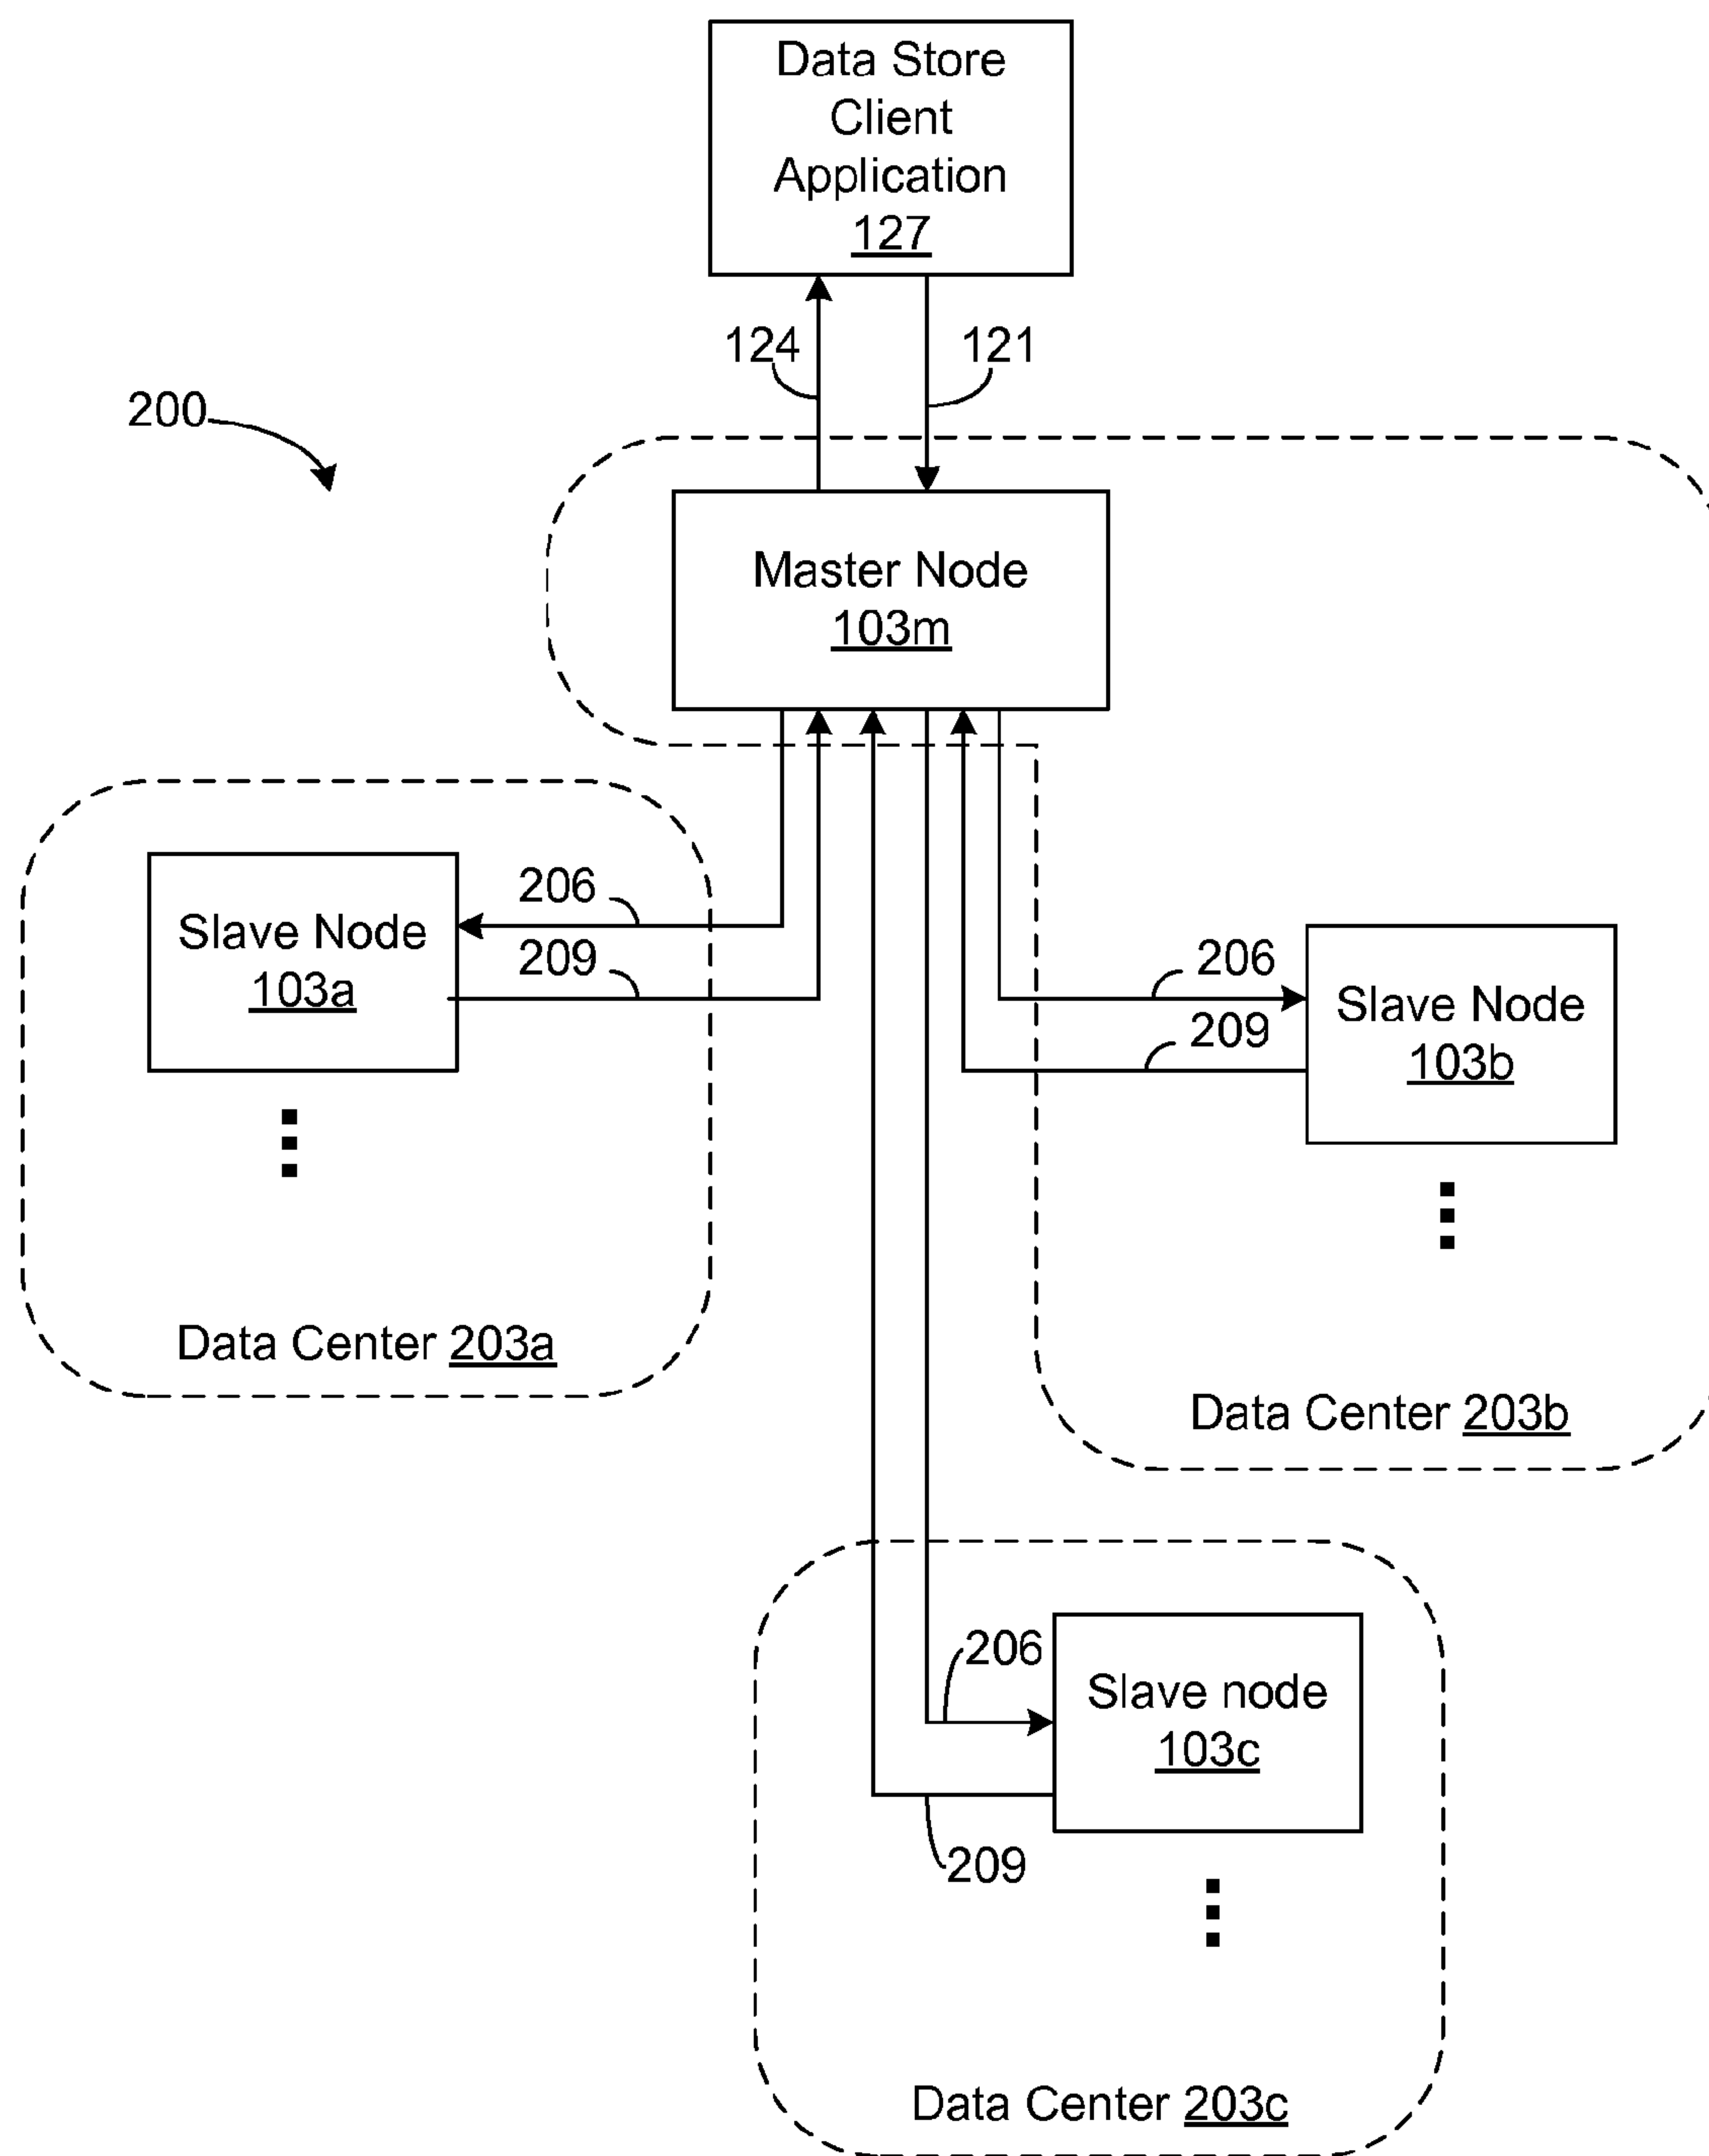 Data Store
Client
Application
127
124
121
200
Master Node
103m
206
Slave Node
103a
209
206
Slave Node
103b
209
Data Center 203a
Data Center 203b
206
Slave node
103c
209
Data Center 203c